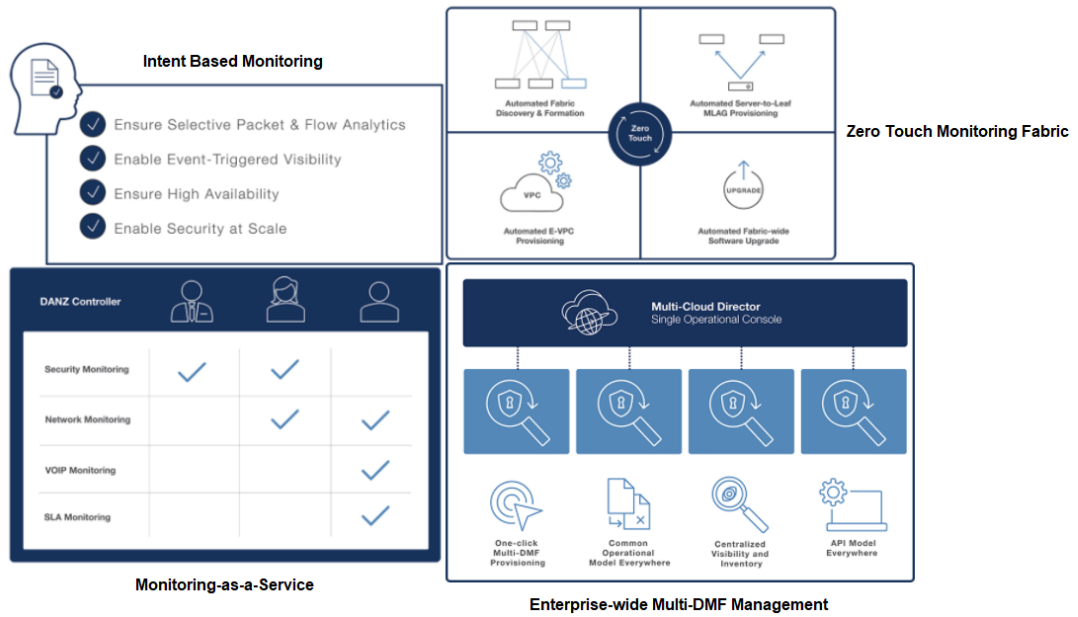 Intent Based Monitoring
Ensure Selective Packet & Flow Analytics
Enable Event-Triggered Visibility
Ensure High Availability
Enable Security at Scale
Automated Fabric
Discovery & Formation
Automated Server-to-Leaf
MLAG Provisioning
Zero
Touch
VPC
Automated E-VPC
Provisioning
UPGRADE
Automated Fabric-wide
Software Upgrade
Zero Touch Monitoring Fabric
DANZ Controller
Security Monitoring
Network Monitoring
VOIP Monitoring
SLA Monitoring
Monitoring-as-a-Service
Multi-Cloud Director
Single Operational Console
One-click
Multi-DMF
Provisioning
Common
Operational
Model Everywhere
Centralized
Visibility and
Inventory
API Model
Everywhere
Enterprise-wide Multi-DMF Management